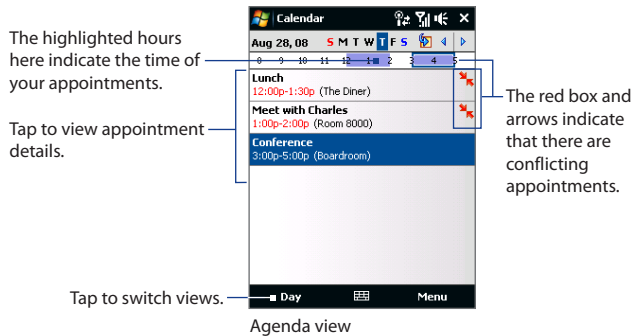 The highlighted hours
here indicate the time of
your appointments.
Tap to view appointment
details.
Tap to switch views.
Calendar
Aug 28, 08 S M T W T F S
8 9 10 11 12 1 2 3 4 5
Lunch
12:00p-1:30p (The Diner)
Meet with Charles
1:00p-2:00p (Room 8000)
Conference
3:00p-5:00p (Boardroom)
Day Menu
The red box and
arrows indicate
that there are
conflicting
appointments.
Agenda view